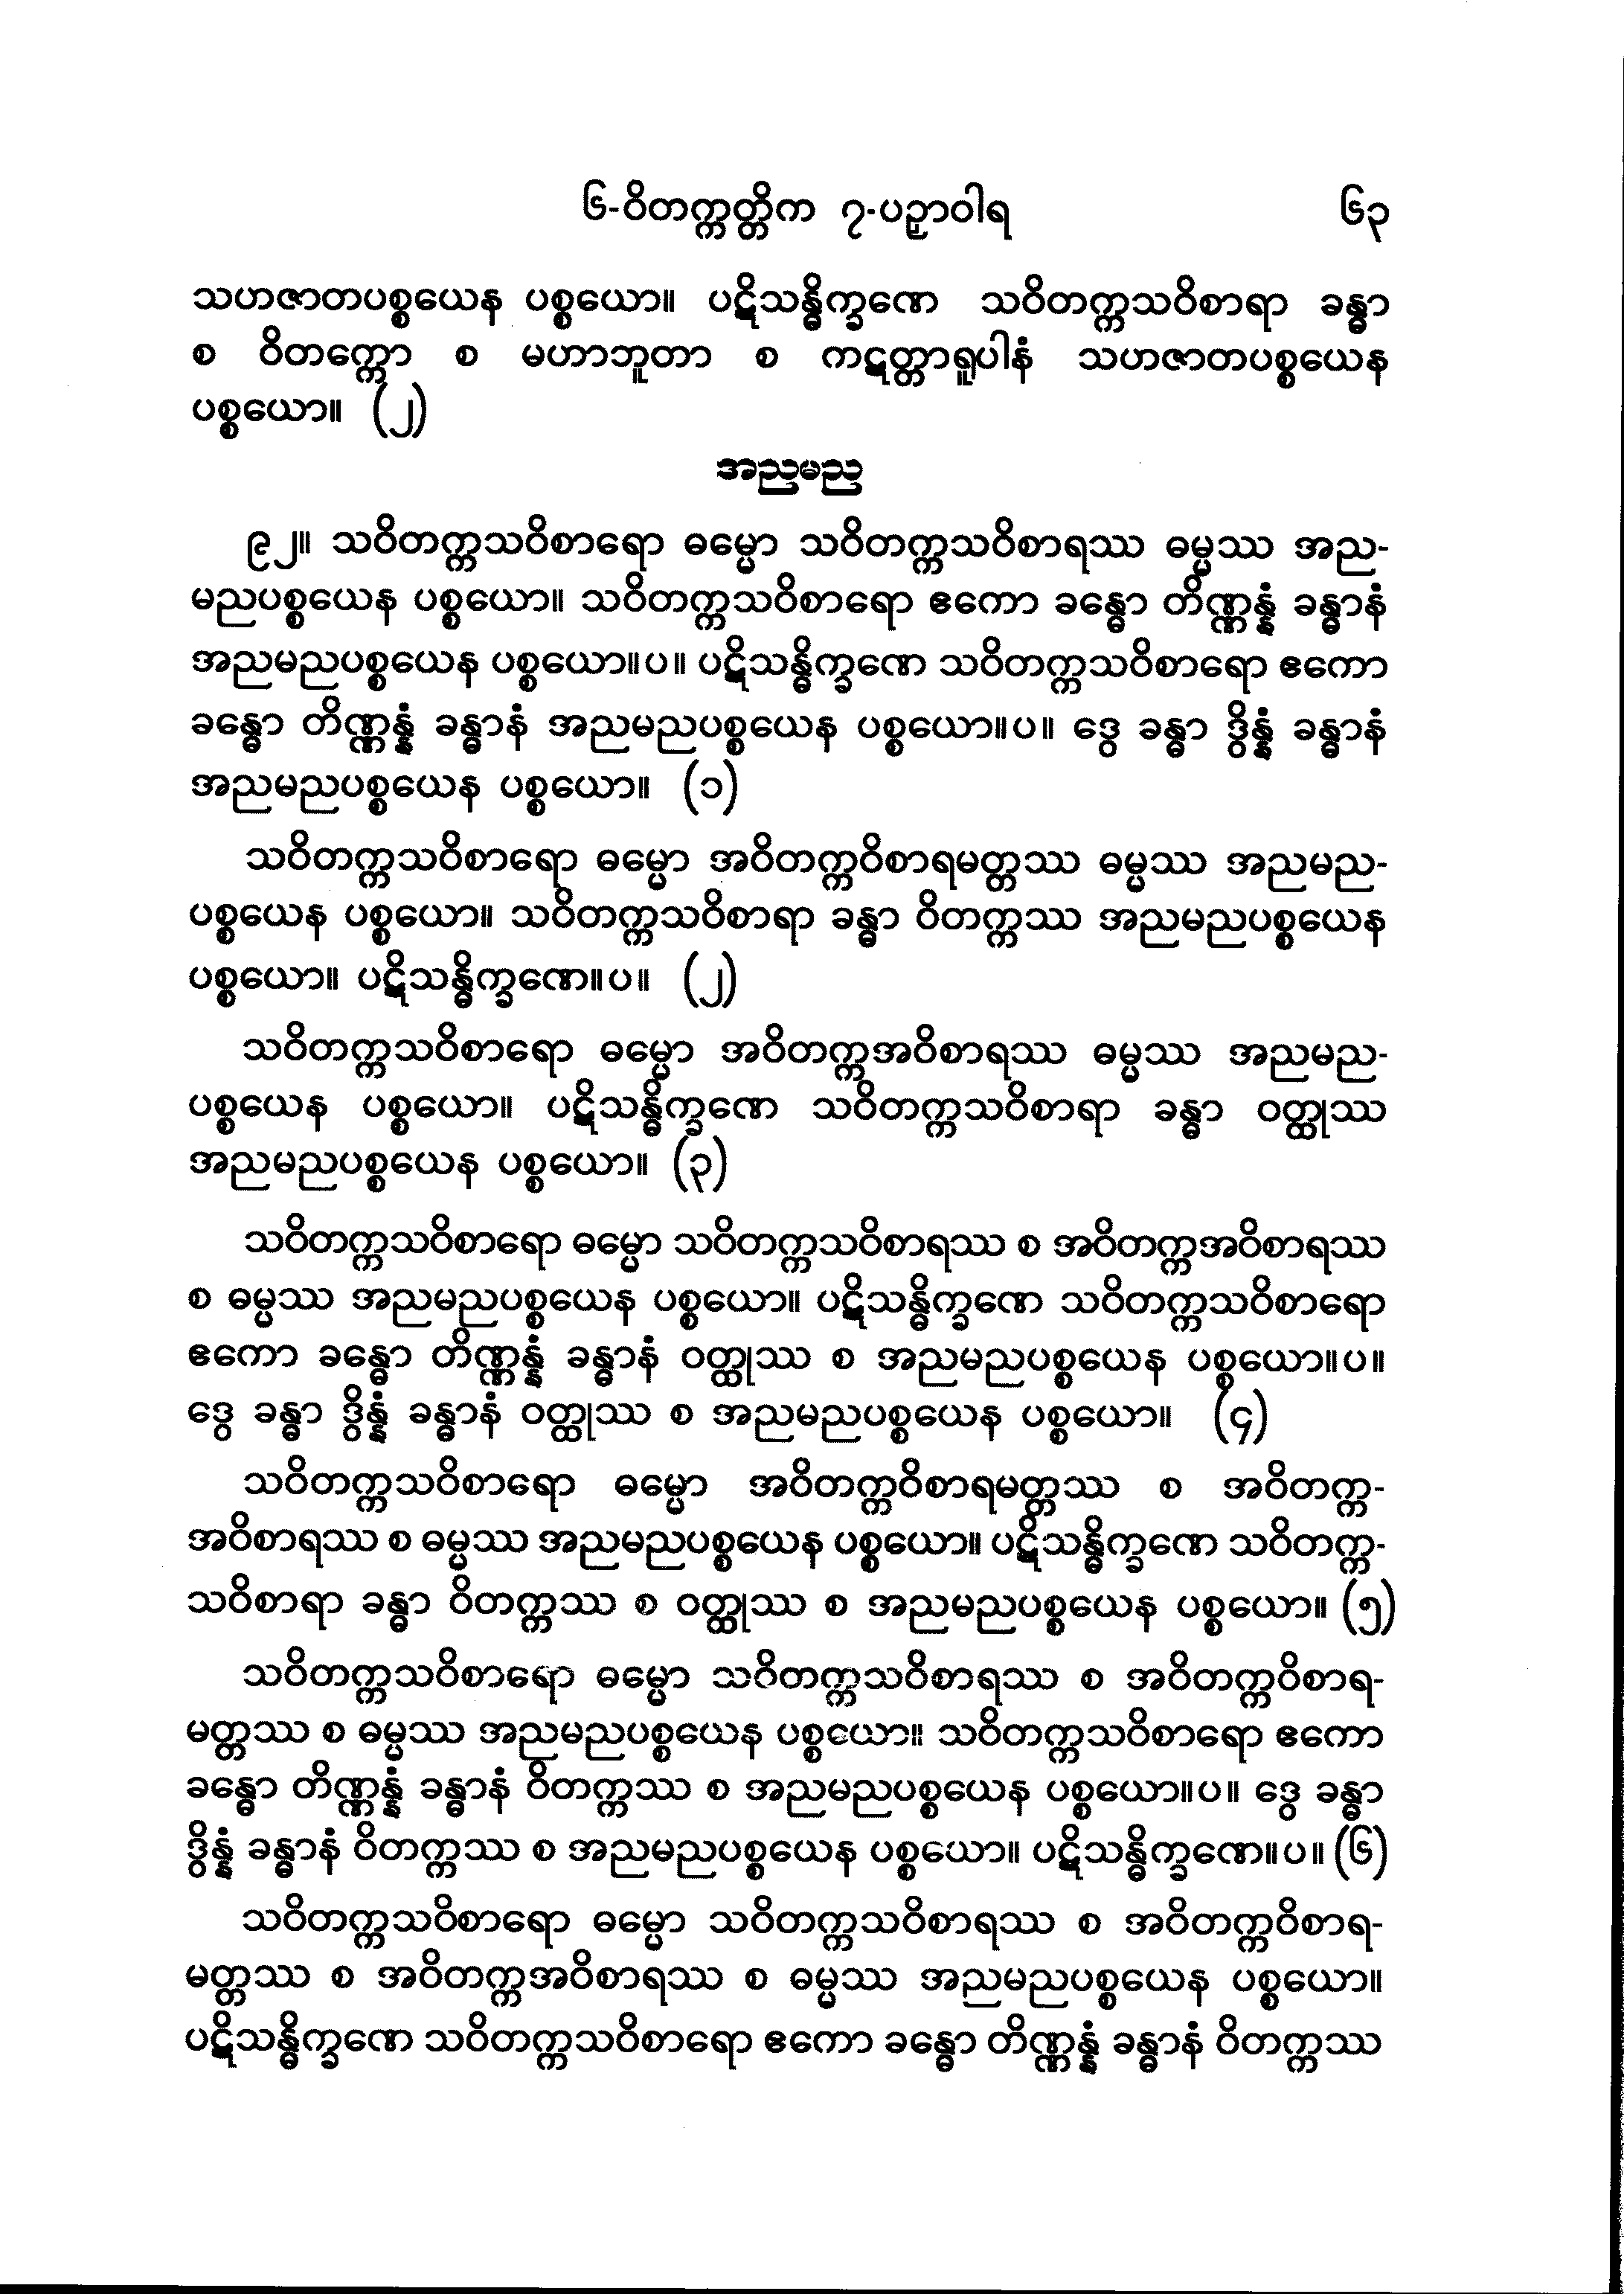 ၆-ဝိတက္ကတ္တိက ၇-ပဉှာဝါရ ၆၃
သဟဇာတပစ္စယေန ပစ္စယော။ ပဋိသန္ဓိက္ခဏေ သဝိတက္ကသဝိစာရာ ခန္ဓာ
စ ဝိတက္ကော စ မဟာဘူတာ စ ကဋတ္တာရူပါနံ သဟဇာတပစ္စယေန
ပစ္စယော။ (၂)
အညမည
၉၂။ သဝိတက္ကသဝိစာရော ဓမ္မော သဝိတက္ကသဝိစာရဿ ဓမ္မဿ အည-
မညပစ္စယေန ပစ္စယော။ သဝိတက္ကသဝိစာရော ဧကော ခန္ဓော တိဏ္ဏန္နံ ခန္ဓာနံ
အညမညပစ္စယေန ပစ္စယော။ပ။ ပဋိသန္ဓိက္ခဏေ သဝိတက္ကသဝိစာရော ဧကော
ခန္ဓော တိဏ္ဏန္နံ ခန္ဓာနံ အညမညပစ္စယေန ပစ္စယော။ပ။ ဒွေ ခန္ဓာ ဒွိန္နံ ခန္ဓာနံ
အညမညပစ္စယေန ပစ္စယော။ (၁)
သဝိတက္ကသဝိစာရော ဓမ္မော အဝိတက္ကဝိစာရမတ္တဿ ဓမ္မဿ အညမည-
ပစ္စယေန ပစ္စယော။ သဝိတက္ကသဝိစာရာ ခန္ဓာ ဝိတက္ကဿ အညမညပစ္စယေန
ပစ္စယော။ ပဋိသန္ဓိက္ခဏေ။ပ။ (၂)
သဝိတက္ကသဝိစာရော ဓမ္မော အဝိတက္ကအဝိစာရဿ ဓမ္မဿ အညမည-
ပစ္စယေန ပစ္စယော။ ပဋိသန္ဓိက္ခဏေ သဝိတက္ကသဝိစာရာ ခန္ဓာ ဝတ္ထုဿ
အညမညပစ္စယေန ပစ္စယော။ (၃)
သဝိတက္ကသဝိစာရော ဓမ္မော သဝိတက္ကသဝိစာရဿ စ အဝိတက္ကအဝိစာရဿ
စ ဓမ္မဿ အညမညပစ္စယေန ပစ္စယော။ ပဋိသန္ဓိက္ခဏေ သဝိတက္ကသဝိစာရော
ဧကော ခန္ဓော တိဏ္ဏန္နံ ခန္ဓာနံ ဝတ္ထုဿ စ အညမညပစ္စယေန ပစ္စယော။ပ။
ဒွေ ခန္ဓာ ဒွိန္နံ ခန္ဓာနံ ဝတ္ထုဿ စ အညမညပစ္စယေန ပစ္စယော။ (၄)
သဝိတက္ကသဝိစာရော ဓမ္မော အဝိတက္ကဝိစာရမတ္တဿ စ အဝိတက္က-
အဝိစာရဿ စ ဓမ္မဿ အညမညပစ္စယေန ပစ္စယော။ ပဋိသန္ဓိက္ခဏေ သဝိတက္က-
သဝိစာရာ ခန္ဓာ ဝိတက္ကဿ စ ဝတ္ထုဿ စ အညမညပစ္စယေန ပစ္စယော။ (၅)
သဝိတက္ကသဝိစာရော ဓမ္မော သဝိတက္ကသဝိစာရဿ စ အဝိတက္ကဝိစာရ-
မတ္တဿ စ ဓမ္မဿ အညမညပစ္စယေန ပစ္စယော။ သဝိတက္ကသဝိစာရော ဧကော
ခန္ဓော တိဏ္ဏန္နံ ခန္ဓာနံ ဝိတက္ကဿ စ အညမညပစ္စယေန ပစ္စယော။ပ။ ဒွေ ခန္ဓာ
ဒွိန္နံ ခန္ဓာနံ ဝိတက္ကဿ စ အညမညပစ္စယေန ပစ္စယော။ ပဋိသန္ဓိက္ခဏေ။ပ။ (၆)
သဝိတက္ကသဝိစာရော ဓမ္မော သဝိတက္ကသဝိစာရဿ စ အဝိတက္ကဝိစာရ-
မတ္တဿ စ အဝိတက္ကအဝိစာရဿ စ ဓမ္မဿ အညမညပစ္စယေန ပစ္စယော။
ပဋိသန္ဓိက္ခဏေ သဝိတက္ကသဝိစာရော ဧကော ခန္ဓော တိဏ္ဏန္နံ ခန္ဓာနံ ဝိတက္ကဿ